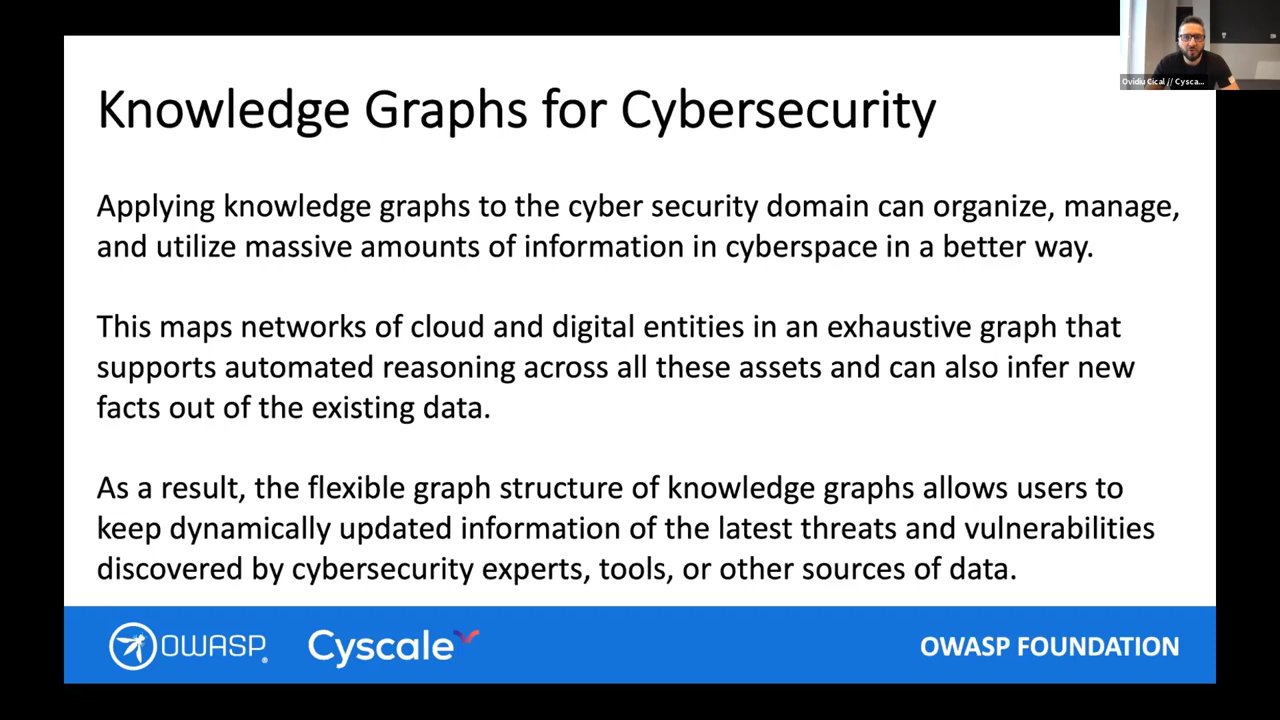 Ovidiu Cical // Cysca...
Knowledge Graphs for Cybersecurity
Applying knowledge graphs to the cyber security domain can organize, manage,
and utilize massive amounts of information in cyberspace in a better way.
This maps networks of cloud and digital entities in an exhaustive graph that
supports automated reasoning across all these assets and can also infer new
facts out of the existing data.
As a result, the flexible graph structure of knowledge graphs allows users to
keep dynamically updated information of the latest threats and vulnerabilities
discovered by cybersecurity experts, tools, or other sources of data.
OWASP® Cyscale OWASP FOUNDATION